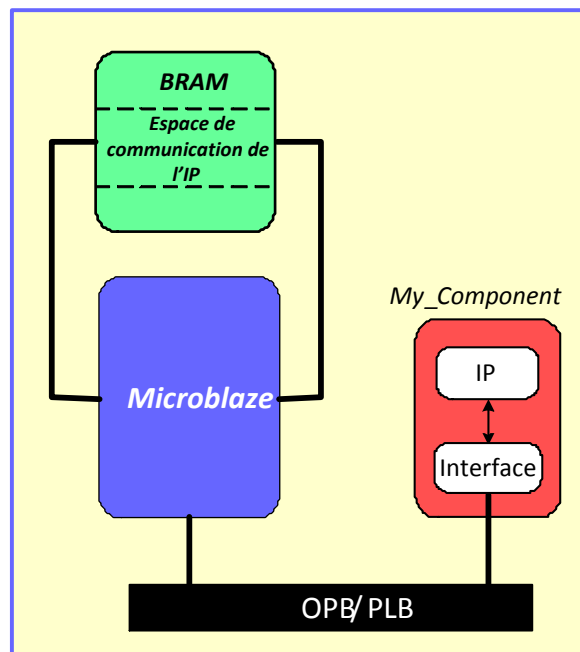 BRAM
Espace de
communication de
l'IP
Microblaze
My_Component
IP
Interface
OPB/ PLB